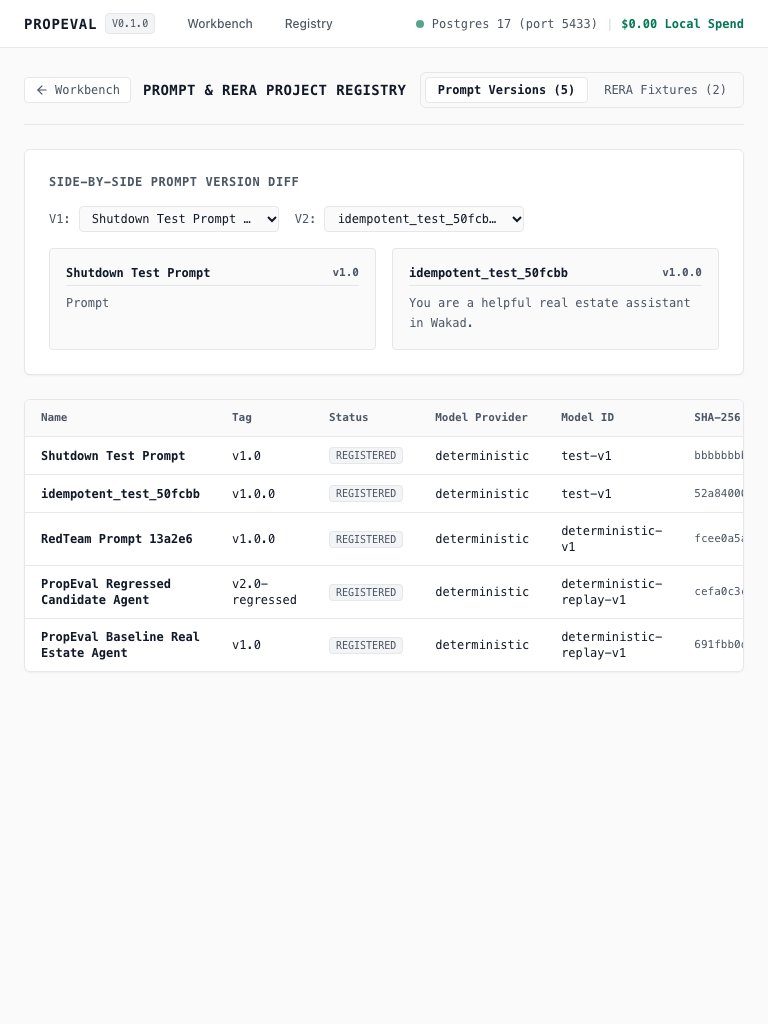 PROPEVAL V0.1.0 Workbench Registry Postgres 17 (port 5433) | $0.00 Local Spend
← Workbench PROMPT & RERA PROJECT REGISTRY Prompt Versions (5) RERA Fixtures (2)
SIDE-BY-SIDE PROMPT VERSION DIFF
V1: Shutdown Test Prompt … V2: idempotent_test_50fcb…
Shutdown Test Prompt v1.0
Prompt
idempotent_test_50fcbb v1.0.0
You are a helpful real estate assistant
in Wakad.
Name Tag Status Model Provider Model ID SHA-256
Shutdown Test Prompt v1.0 REGISTERED deterministic test-v1 bbbbbbb
idempotent_test_50fcbb v1.0.0 REGISTERED deterministic test-v1 52a8400
RedTeam Prompt 13a2e6 v1.0.0 REGISTERED deterministic deterministic-
v1 fcee0a5
PropEval Regressed
Candidate Agent v2.0-
regressed REGISTERED deterministic deterministic-
replay-v1 cefa0c3
PropEval Baseline Real
Estate Agent v1.0 REGISTERED deterministic deterministic-
replay-v1 691fbb0